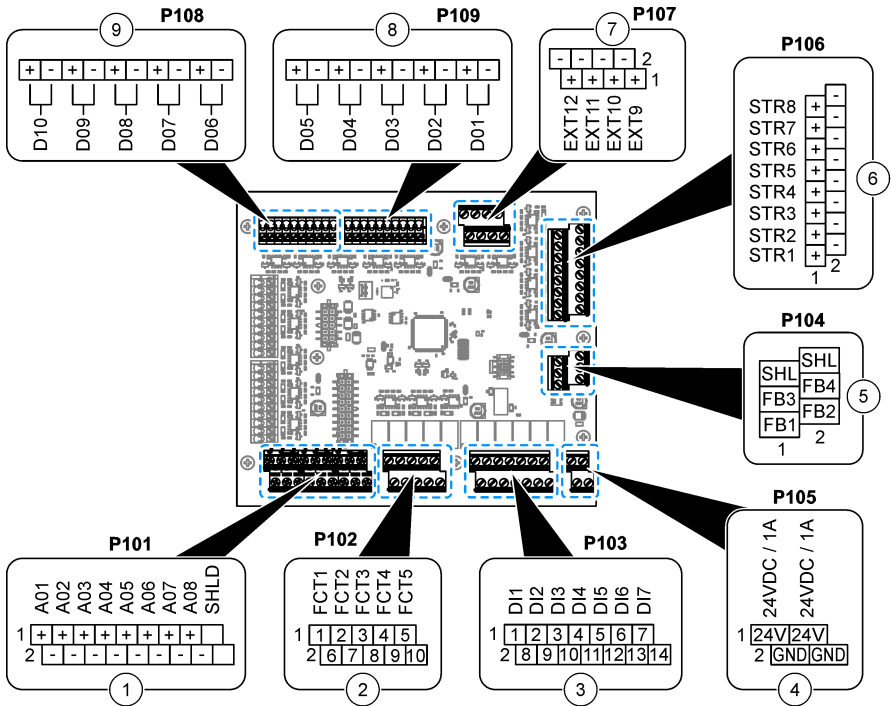 9 P108
+ - + - + - + - + -
D10 D09 D08 D07 D06
8 P109
+ - + - + - + - + -
D05 D04 D03 D02 D01
7 P107
- - - - 2
+ + + + 1
EXT12 EXT11 EXT10 EXT9
P106
-
STR8 + -
STR7 + -
STR6 + -
STR5 + -
STR4 + -
STR3 + -
STR2 + -
STR1 +
1 2
6
P104
SHL SHL
FB3 FB4
FB1 FB2
1 2
5
P105
24VDC / 1A 24VDC / 1A
1 24V 24V
2 GND GND
4
P101
A01 A02 A03 A04 A05 A06 A07 A08 SHLD
1 + + + + + + + +
2 - - - - - - - -
1
P102
FCT1 FCT2 FCT3 FCT4 FCT5
1 1 2 3 4 5
2 6 7 8 9 10
2
P103
DI1 DI2 DI3 DI4 DI5 DI6 DI7
1 1 2 3 4 5 6 7
2 8 9 10 11 12 13 14
3